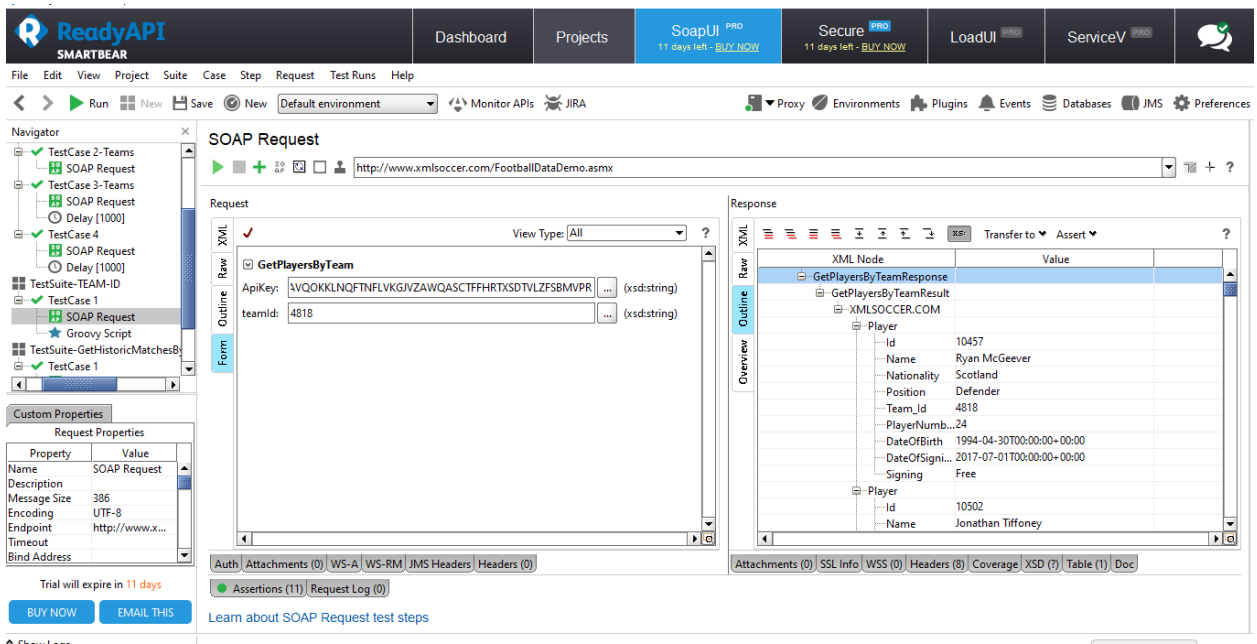 ReadyAPI
SMARTBEAR
Dashboard
Projects
SoapUI PRO
11 days left - BUY NOW
Secure PRO
11 days left - BUY NOW
LoadUI PRO
ServiceV PRO
File Edit View Project Suite Case Step Request Test Runs Help
Run New Save New Default environment Monitor APIs JIRA Proxy Environments Plugins Events Databases JMS Preferences
Navigator ×
TestCase 2-Teams
SOAP Request
TestCase 3-Teams
SOAP Request
Delay [1000]
TestCase 4
SOAP Request
Delay [1000]
TestSuite-TEAM-ID
TestCase 1
SOAP Request
Groovy Script
TestSuite-GetHistoricMatchesBy
TestCase 1
Custom Properties
Request Properties
Property Value
Name SOAP Request
Description
Message Size 386
Encoding UTF-8
Endpoint http://www.x...
Timeout
Bind Address
Trial will expire in 11 days
BUY NOW EMAIL THIS
Show Logs
SOAP Request
http://www.xmlsoccer.com/FootballDataDemo.asmx
?
Request
XML
Raw
Outline
Form
View Type: All ?
GetPlayersByTeam
ApiKey: VQOKKLNQFTNFLVKGJVZAWQASCTFFHRTXSDTVLZFSBMVPR ... (xsd:string)
teamId: 4818 ... (xsd:string)
Auth Attachments (0) WS-A WS-RM JMS Headers Headers (0)
Response
XML
Raw
Outline
Overview
XS: Transfer to Assert ?
XML Node Value
GetPlayersByTeamResponse
GetPlayersByTeamResult
XMLSOCCER.COM
Player
Id 10457
Name Ryan McGeever
Nationality Scotland
Position Defender
Team_Id 4818
PlayerNumb...24
DateOfBirth 1994-04-30T00:00:00+00:00
DateOfSigni... 2017-07-01T00:00:00+00:00
Signing Free
Player
Id 10502
Name Jonathan Tiffoney
Attachments (0) SSL Info WSS (0) Headers (8) Coverage XSD (?) Table (1) Doc
Assertions (11) Request Log (0)
Learn about SOAP Request test steps